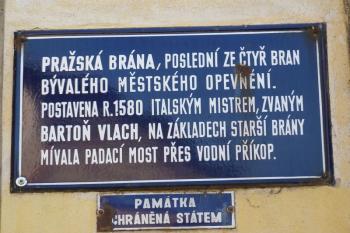 PRAŽSKÁ BRÁNA, POSLEDNÍ ZE ČTYŘ BRAN
BÝVALÉHO MĚSTSKÉHO OPEVNĚNÍ.
POSTAVENA R.1580 ITALSKÝM MISTREM, ZVANÝM
BARTOŇ VLACH, NA ZÁKLADECH STARŠÍ BRÁNY
MÍVALA PADACÍ MOST PŘES VODNÍ PŘÍKOP.
PAMÁTKA
CHRÁNĚNÁ STÁTEM